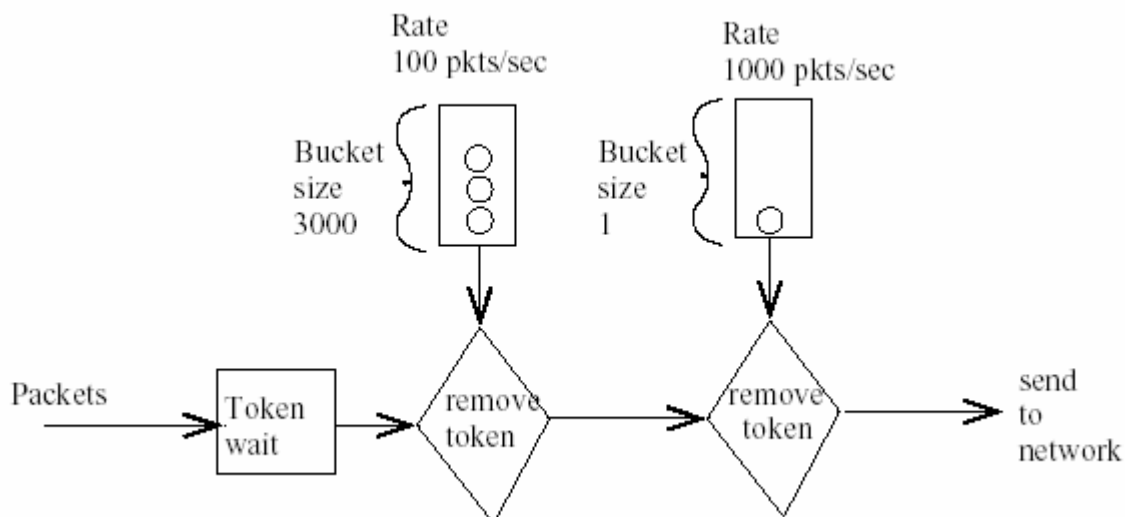 Rate
100 pkts/sec
Rate
1000 pkts/sec
Bucket
size
3000
Bucket
size
1
Packets
Token
wait
remove
token
remove
token
send
to
network